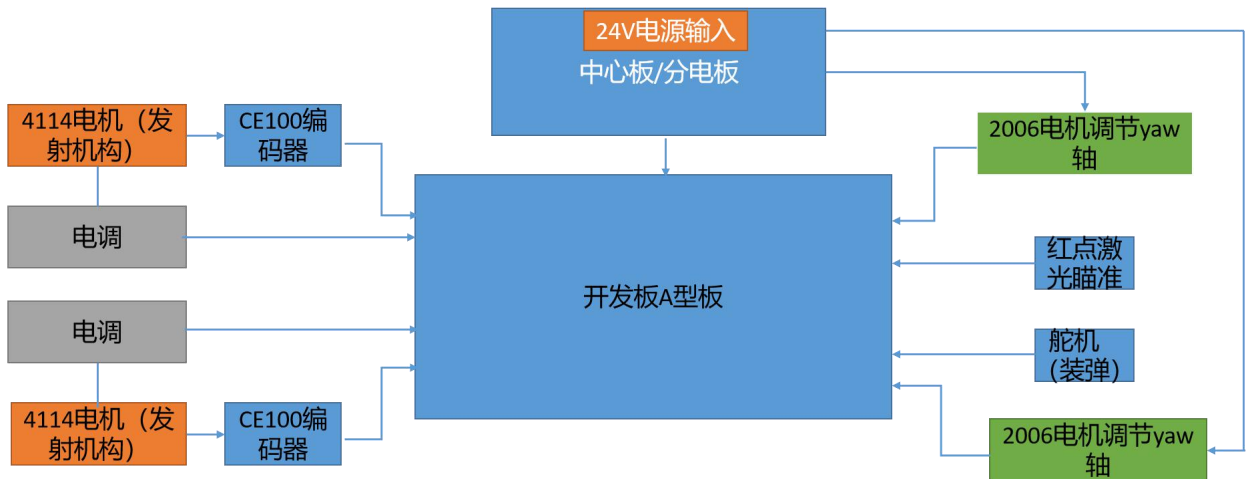 24V电源输入
中心板/分电板
4114电机（发
射机构）
CE100编
码器
2006电机调节yaw
轴
电调
红点激
光瞄准
开发板A型板
电调
舵机
（装弹）
4114电机（发
射机构）
CE100编
码器
2006电机调节yaw
轴